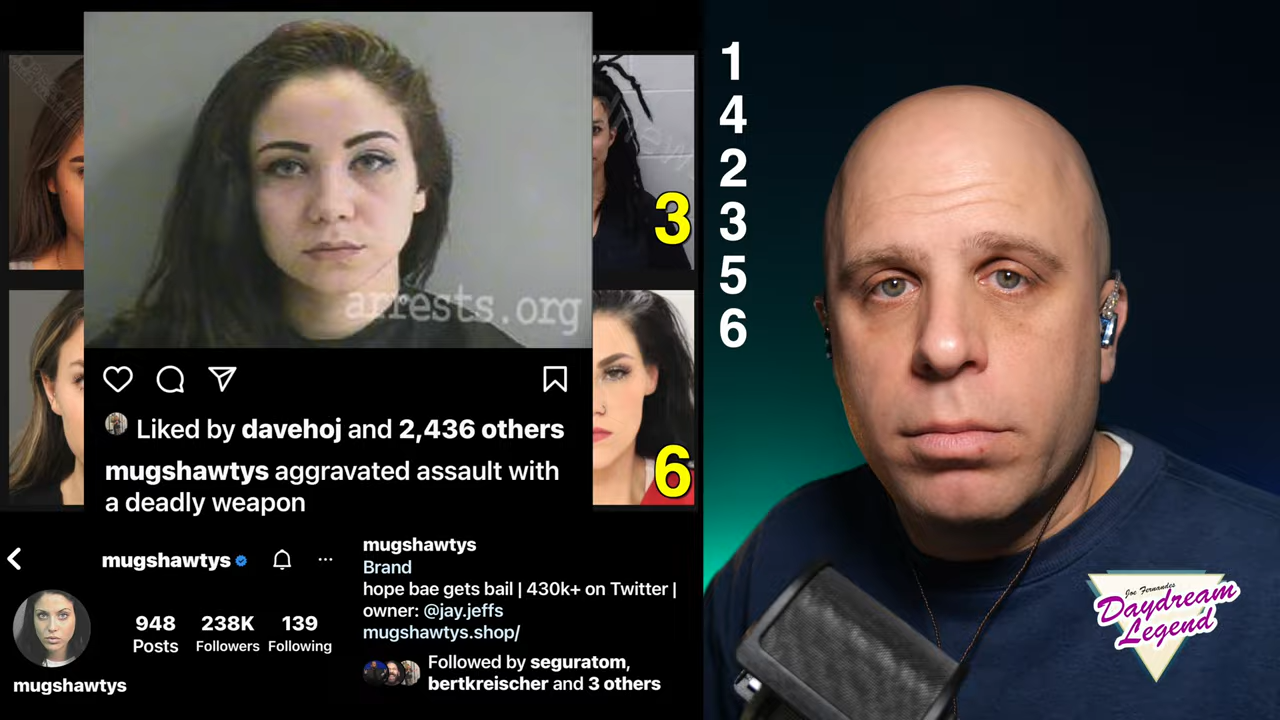 arrests.org
3
6
Liked by davehoj and 2,436 others
mugshawtys aggravated assault with
a deadly weapon
mugshawtys
948
Posts
238K
Followers
139
Following
mugshawtys
mugshawtys
Brand
hope bae gets bail | 430k+ on Twitter |
owner: @jay.jeffs
mugshawtys.shop/
Followed by seguratom,
bertkreischer and 3 others
1
4
2
3
5
6
Joe Fernandes
Daydream
Legend